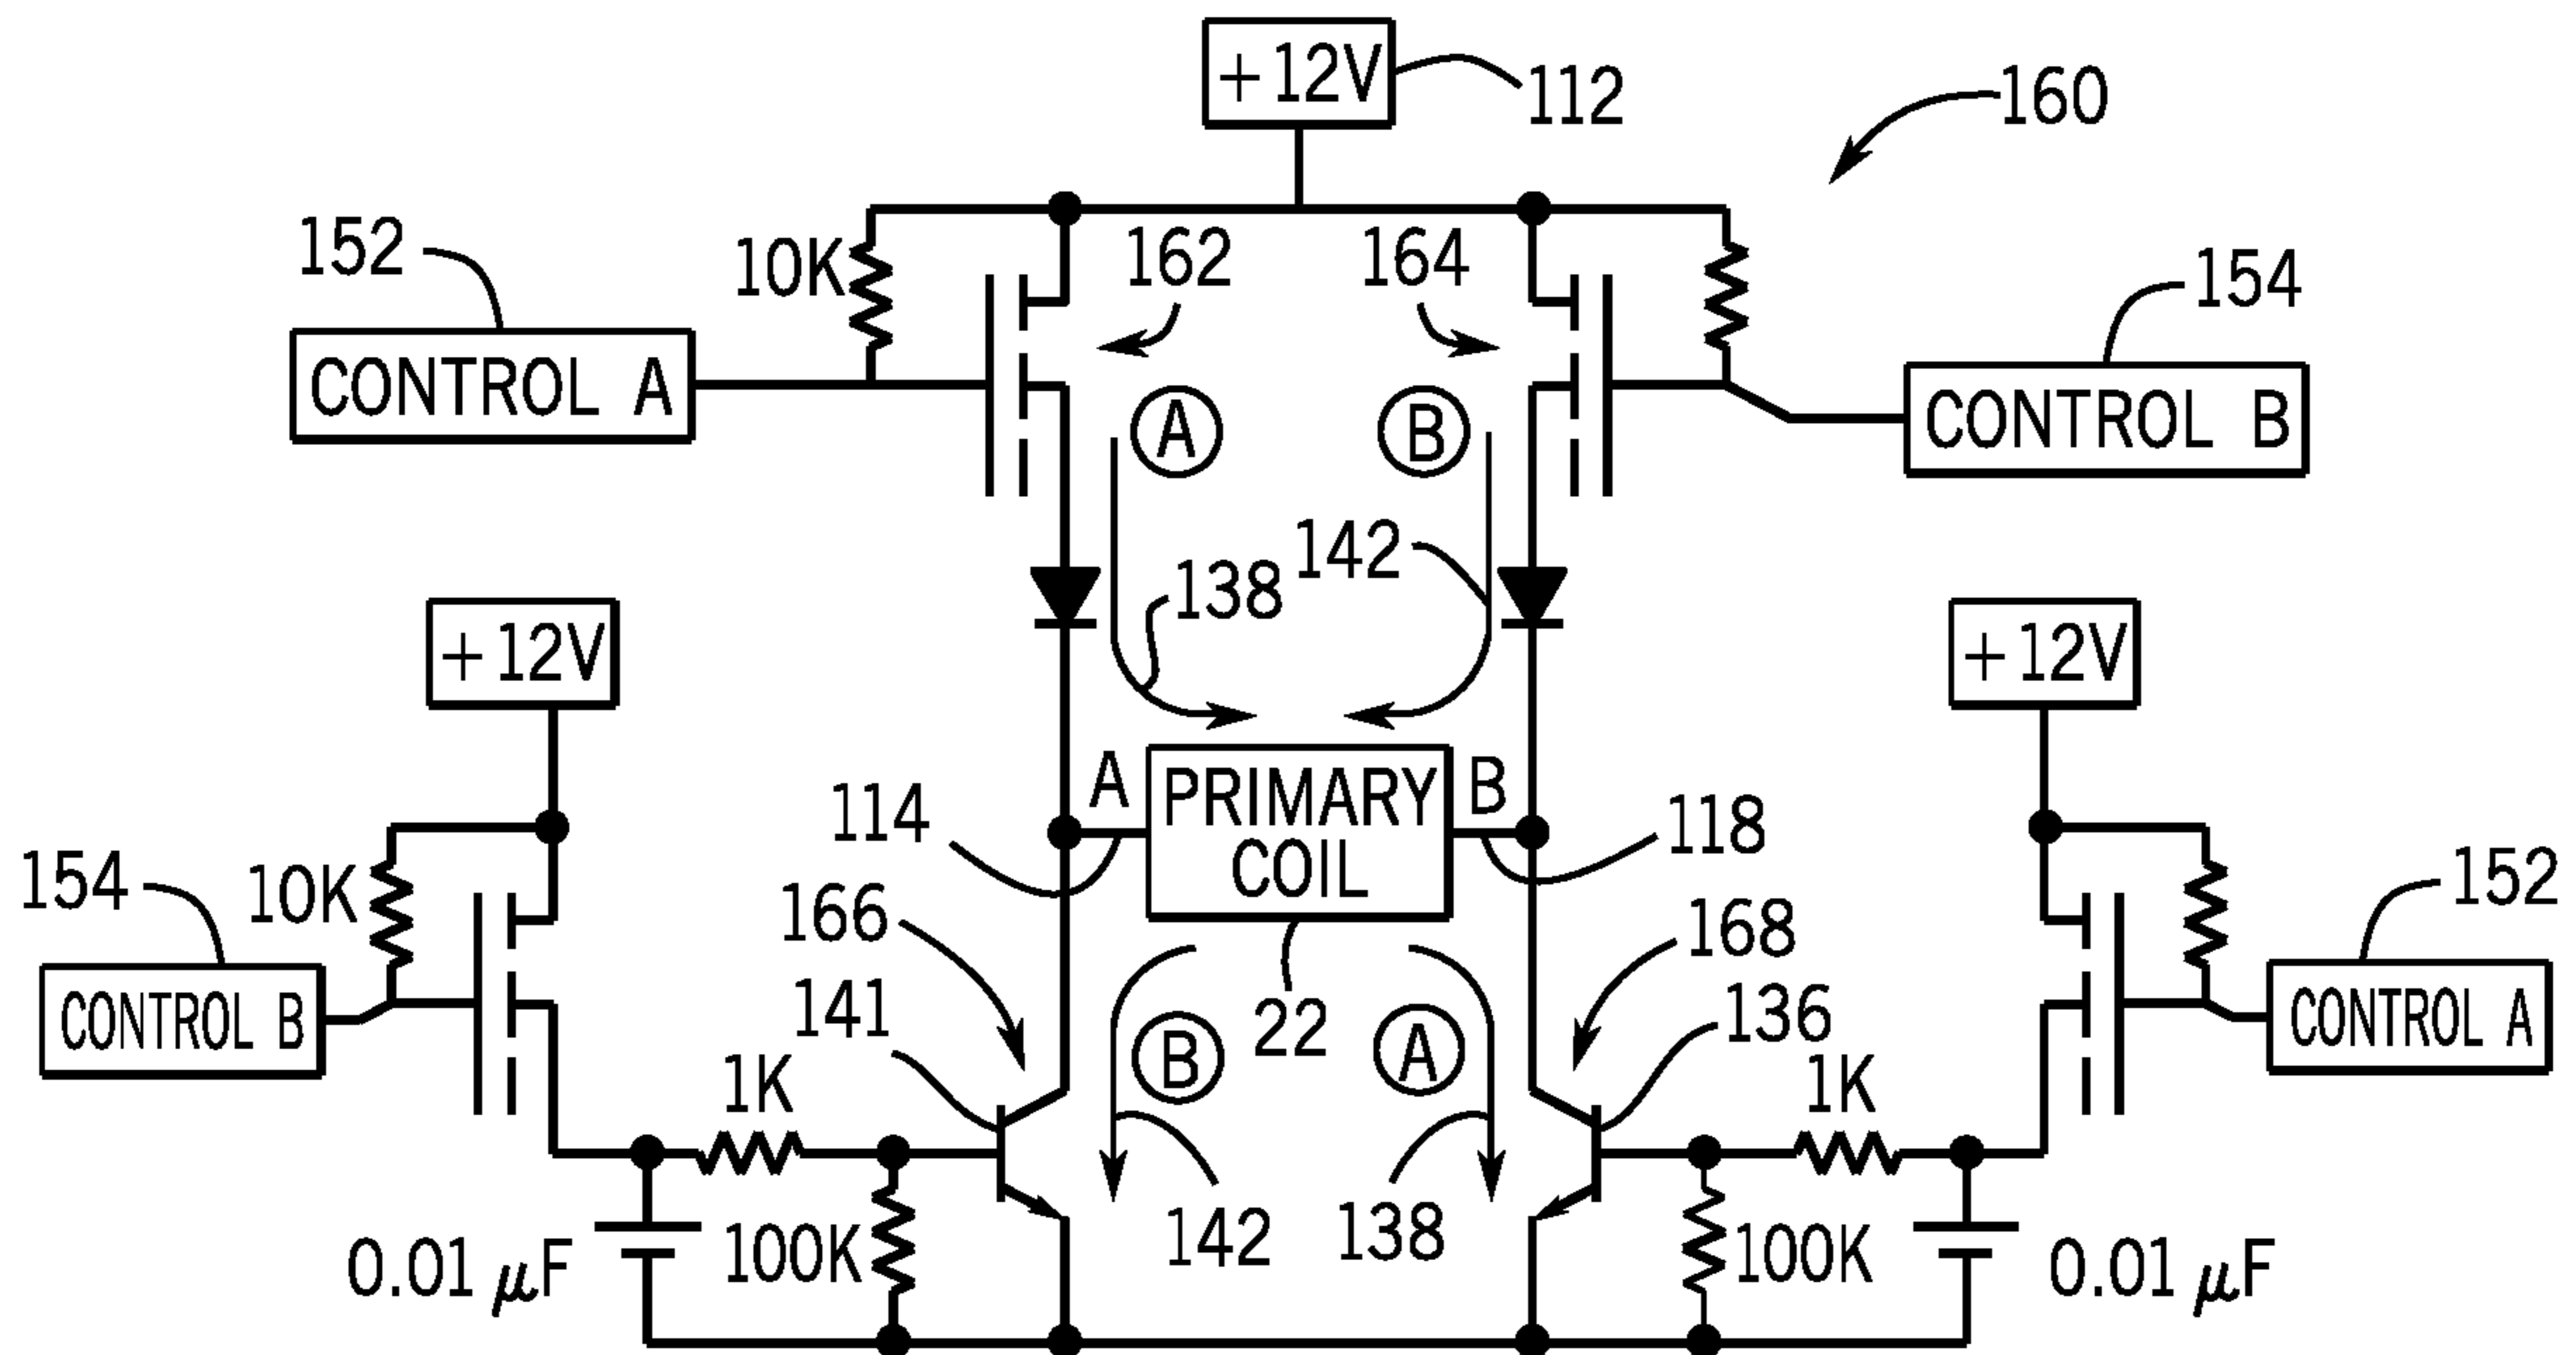 +12V
112
160
152
10K
162
164
154
CONTROL A
A
B
CONTROL B
142
138
+12V
+12V
A
PRIMARY
COIL
B
114
118
154
10K
166
168
152
141
22
136
CONTROL B
1K
B
A
1K
CONTROL A
0.01 μF
100K
142
138
100K
0.01 μF